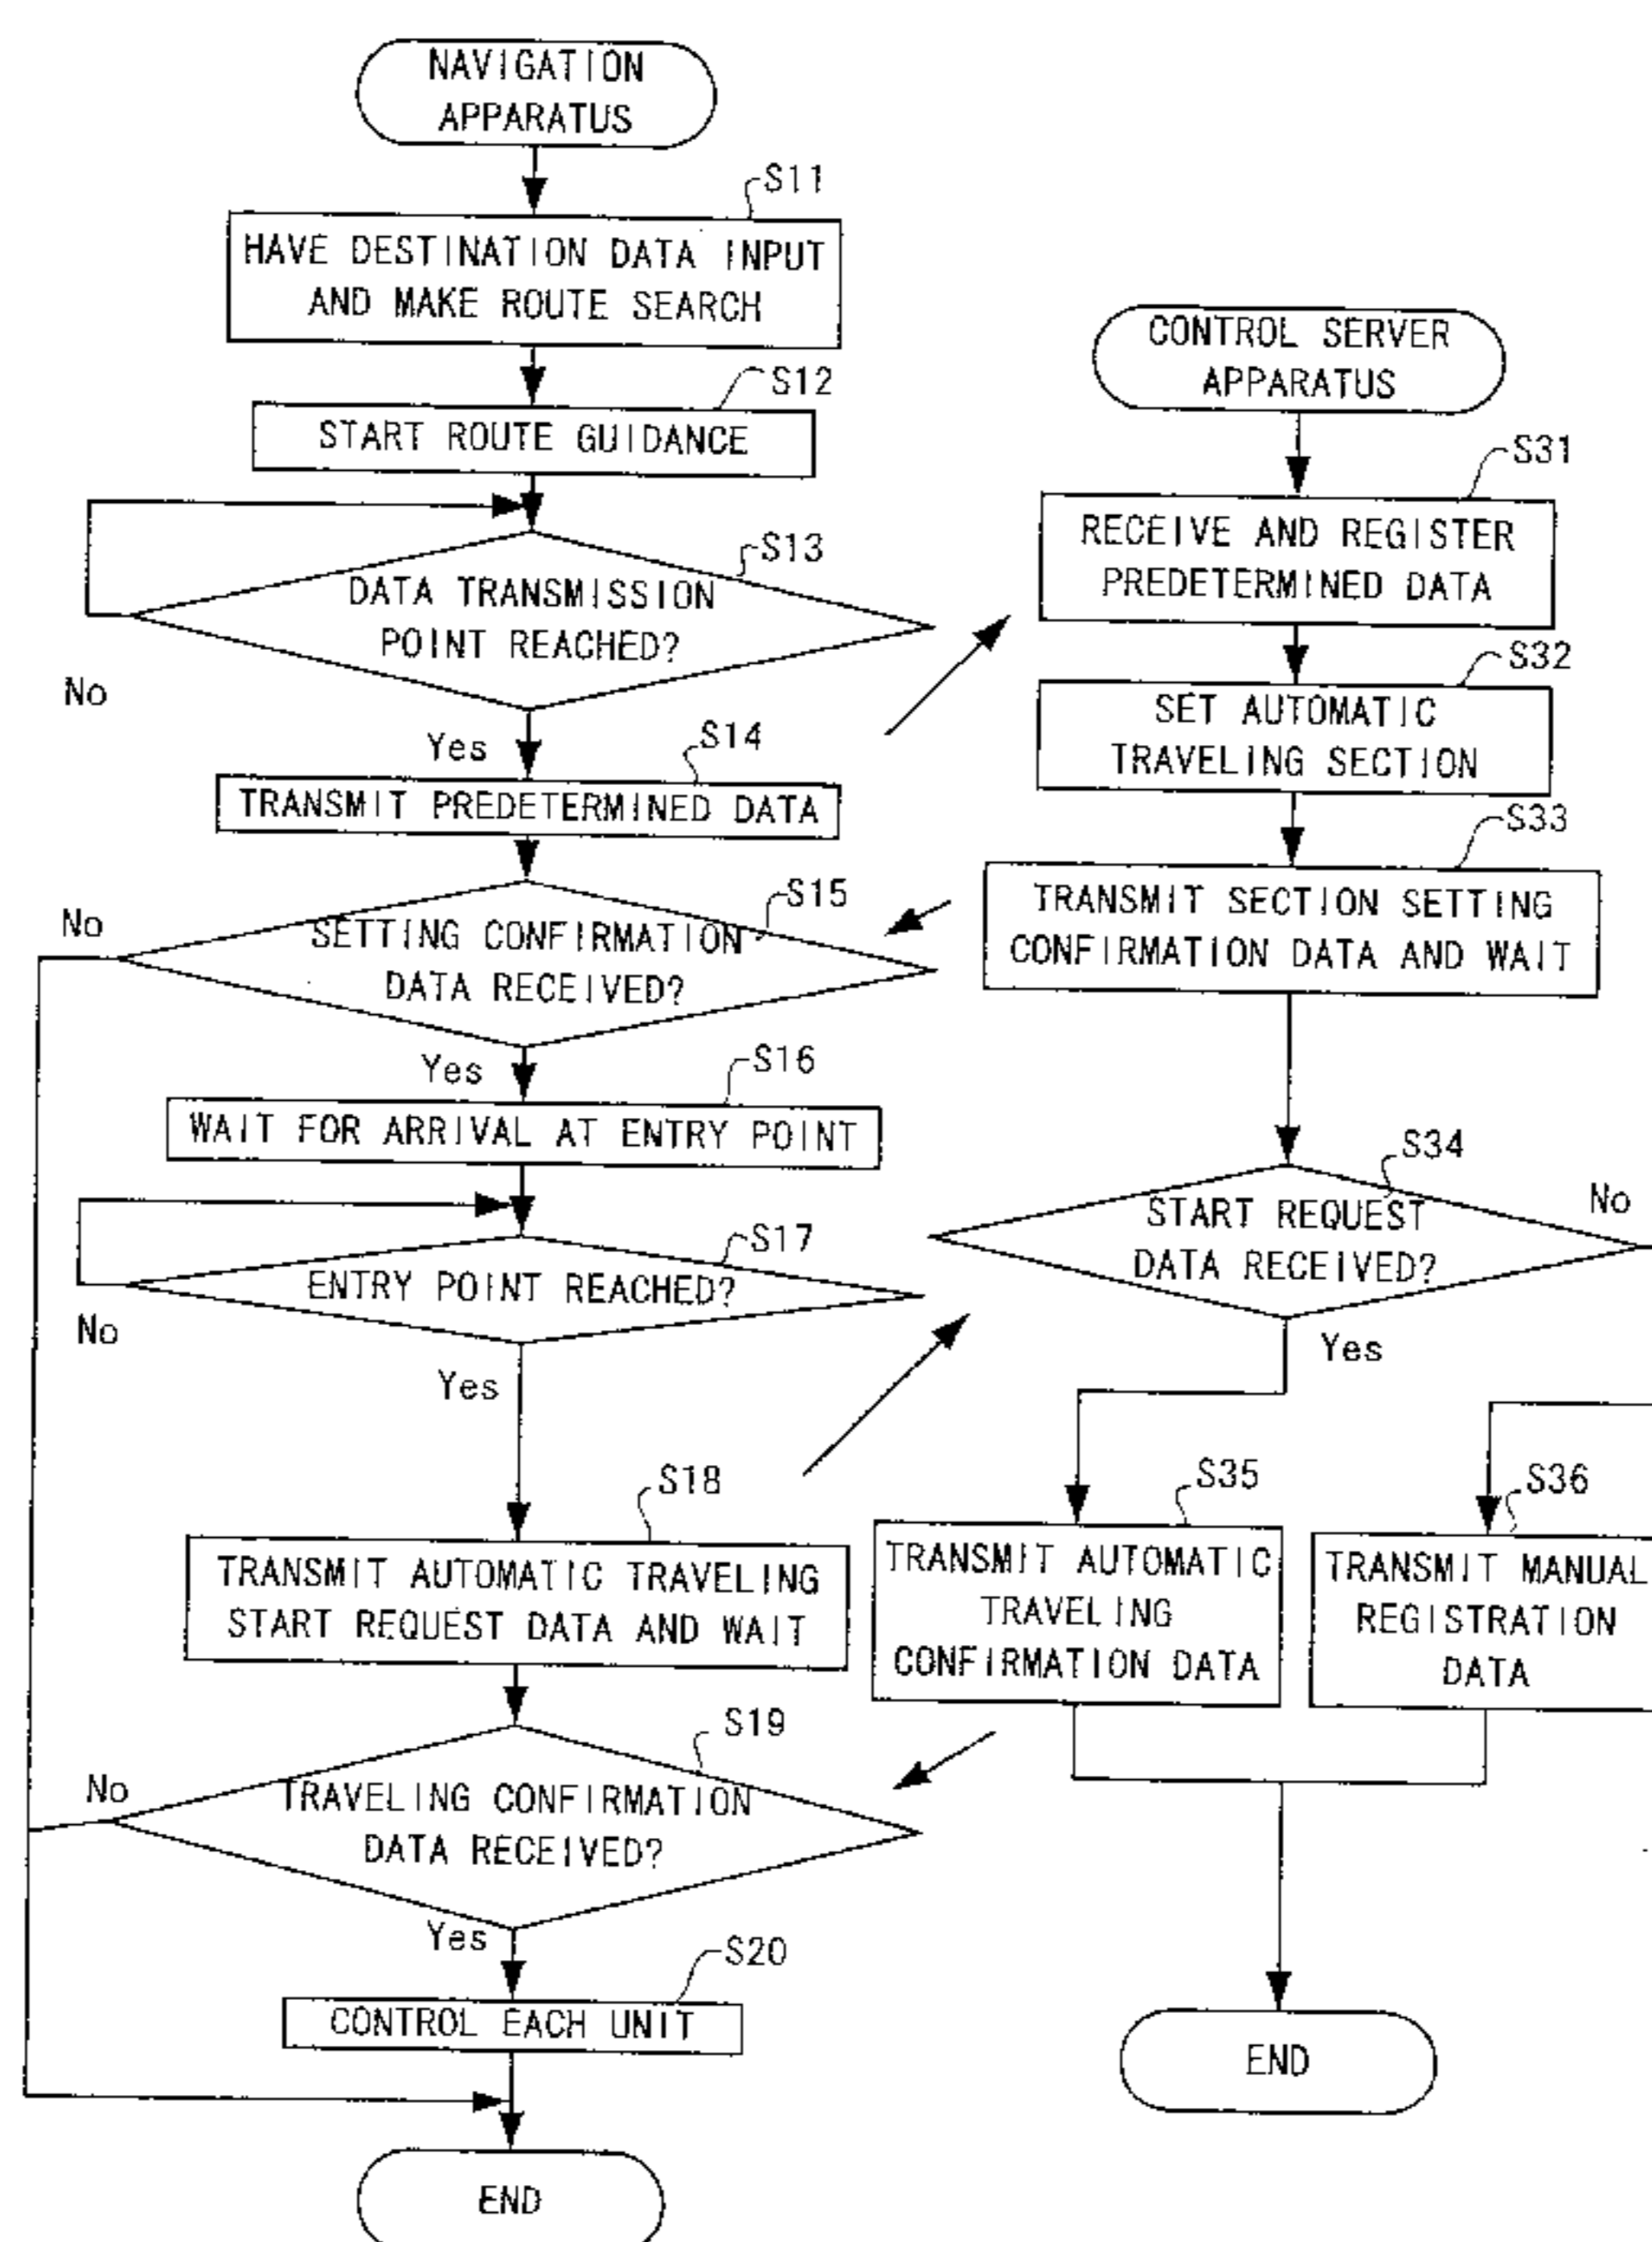 NAVIGATION
APPARATUS
S11
HAVE DESTINATION DATA INPUT
AND MAKE ROUTE SEARCH
S12
START ROUTE GUIDANCE
S13
DATA TRANSMISSION
POINT REACHED?
No
Yes
S14
TRANSMIT PREDETERMINED DATA
S15
No
SETTING CONFIRMATION
DATA RECEIVED?
Yes
S16
WAIT FOR ARRIVAL AT ENTRY POINT
S17
ENTRY POINT REACHED?
No
Yes
S18
TRANSMIT AUTOMATIC TRAVELING
START REQUEST DATA AND WAIT
S19
No
TRAVELING CONFIRMATION
DATA RECEIVED?
Yes
S20
CONTROL EACH UNIT
END
CONTROL SERVER
APPARATUS
S31
RECEIVE AND REGISTER
PREDETERMINED DATA
S32
SET AUTOMATIC
TRAVELING SECTION
S33
TRANSMIT SECTION SETTING
CONFIRMATION DATA AND WAIT
S34
No
START REQUEST
DATA RECEIVED?
Yes
S35
TRANSMIT AUTOMATIC
TRAVELING
CONFIRMATION DATA
S36
TRANSMIT MANUAL
REGISTRATION
DATA
END